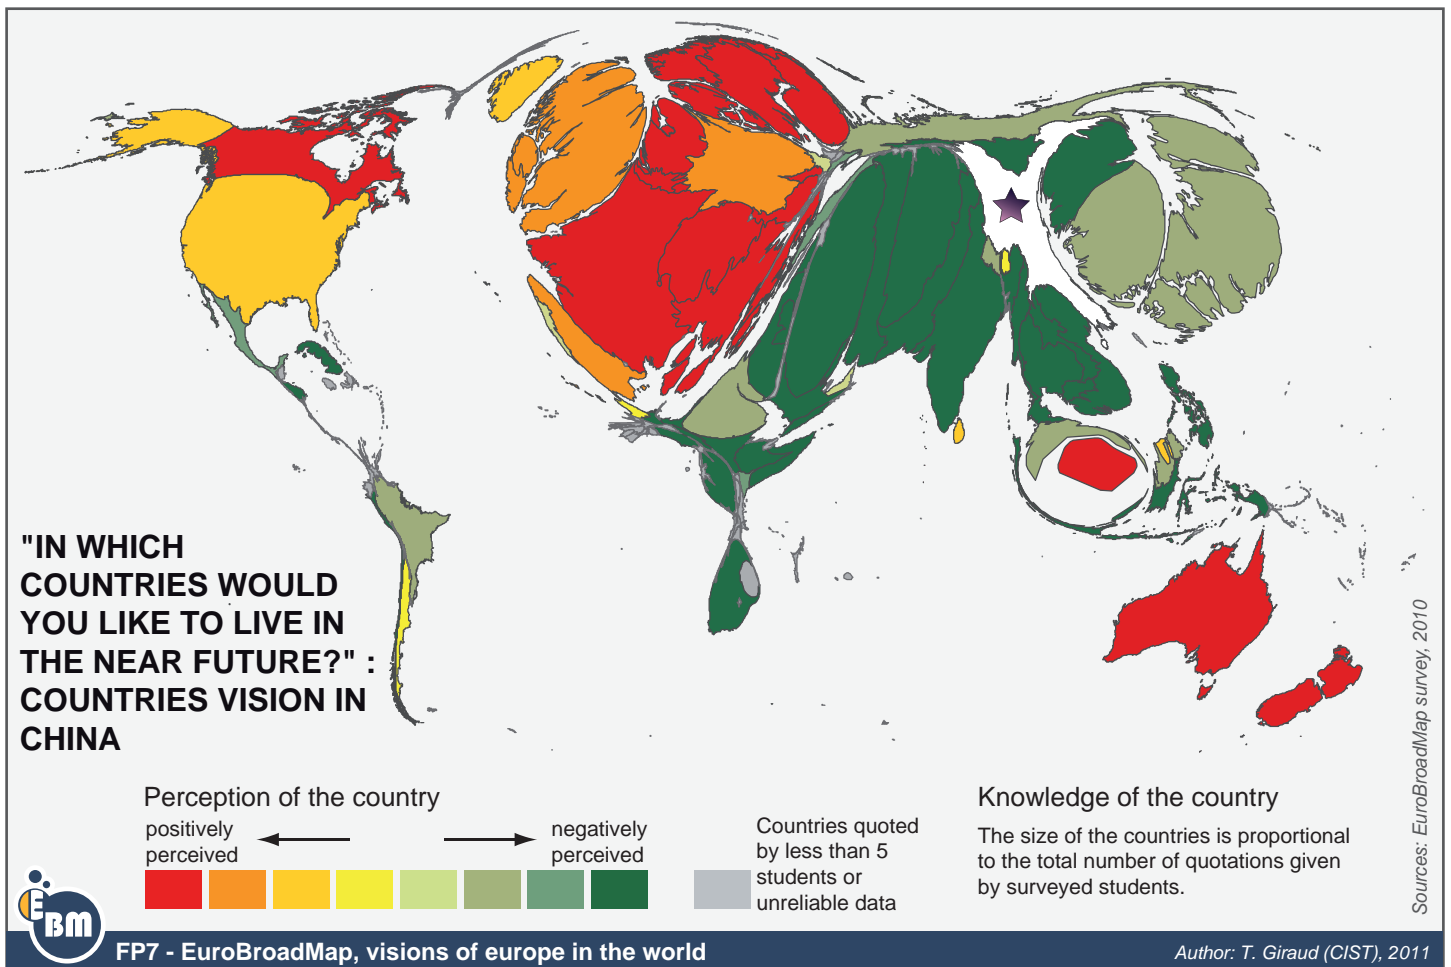 "IN WHICH
COUNTRIES WOULD
YOU LIKE TO LIVE IN
THE NEAR FUTURE?" :
COUNTRIES VISION IN
CHINA
Perception of the country
positively
perceived
negatively
perceived
Countries quoted
by less than 5
students or
unreliable data
Knowledge of the country
The size of the countries is proportional
to the total number of quotations given
by surveyed students.
Sources: EuroBroadMap survey, 2010
E
BM
FP7 - EuroBroadMap, visions of europe in the world
Author: T. Giraud (CIST), 2011